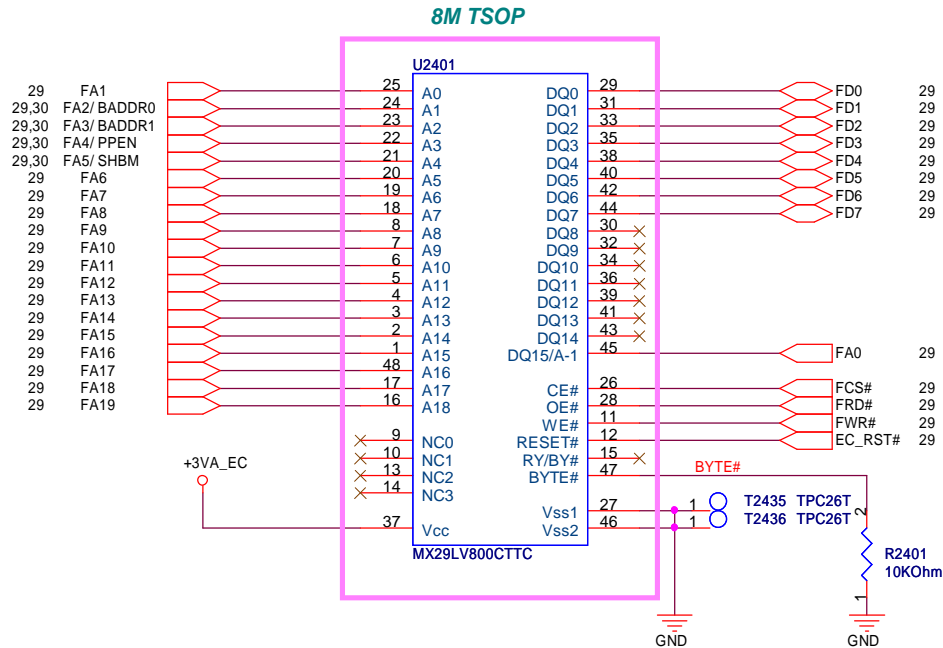 8M TSOP
U2401
29 FA1 25 A0 DQ0 29 FD0 29
29,30 FA2/ BADDR0 24 A1 DQ1 31 FD1 29
29,30 FA3/ BADDR1 23 A2 DQ2 33 FD2 29
29,30 FA4/ PPEN 22 A3 DQ3 35 FD3 29
29,30 FA5/ SHBM 21 A4 DQ4 38 FD4 29
29 FA6 20 A5 DQ5 40 FD5 29
29 FA7 19 A6 DQ6 42 FD6 29
29 FA8 18 A7 DQ7 44 FD7 29
29 FA9 8 A8 DQ8 30
29 FA10 7 A9 DQ9 32
29 FA11 6 A10 DQ10 34
29 FA12 5 A11 DQ11 36
29 FA13 4 A12 DQ12 39
29 FA14 3 A13 DQ13 41
29 FA15 2 A14 DQ14 43
29 FA16 1 A15 DQ15/A-1 45 FA0 29
29 FA17 48 A16
29 FA18 17 A17 CE# 26 FCS# 29
29 FA19 16 A18 OE# 28 FRD# 29
WE# 11 FWR# 29
9 NC0 RESET# 12 EC_RST# 29
10 NC1 RY/BY# 15
13 NC2 BYTE# 47 BYTE#
14 NC3
+3VA_EC
Vss1 27 1 T2435 TPC26T
37 Vcc Vss2 46 1 T2436 TPC26T
2
MX29LV800CTTC
R2401
10KOhm
1
GND
GND